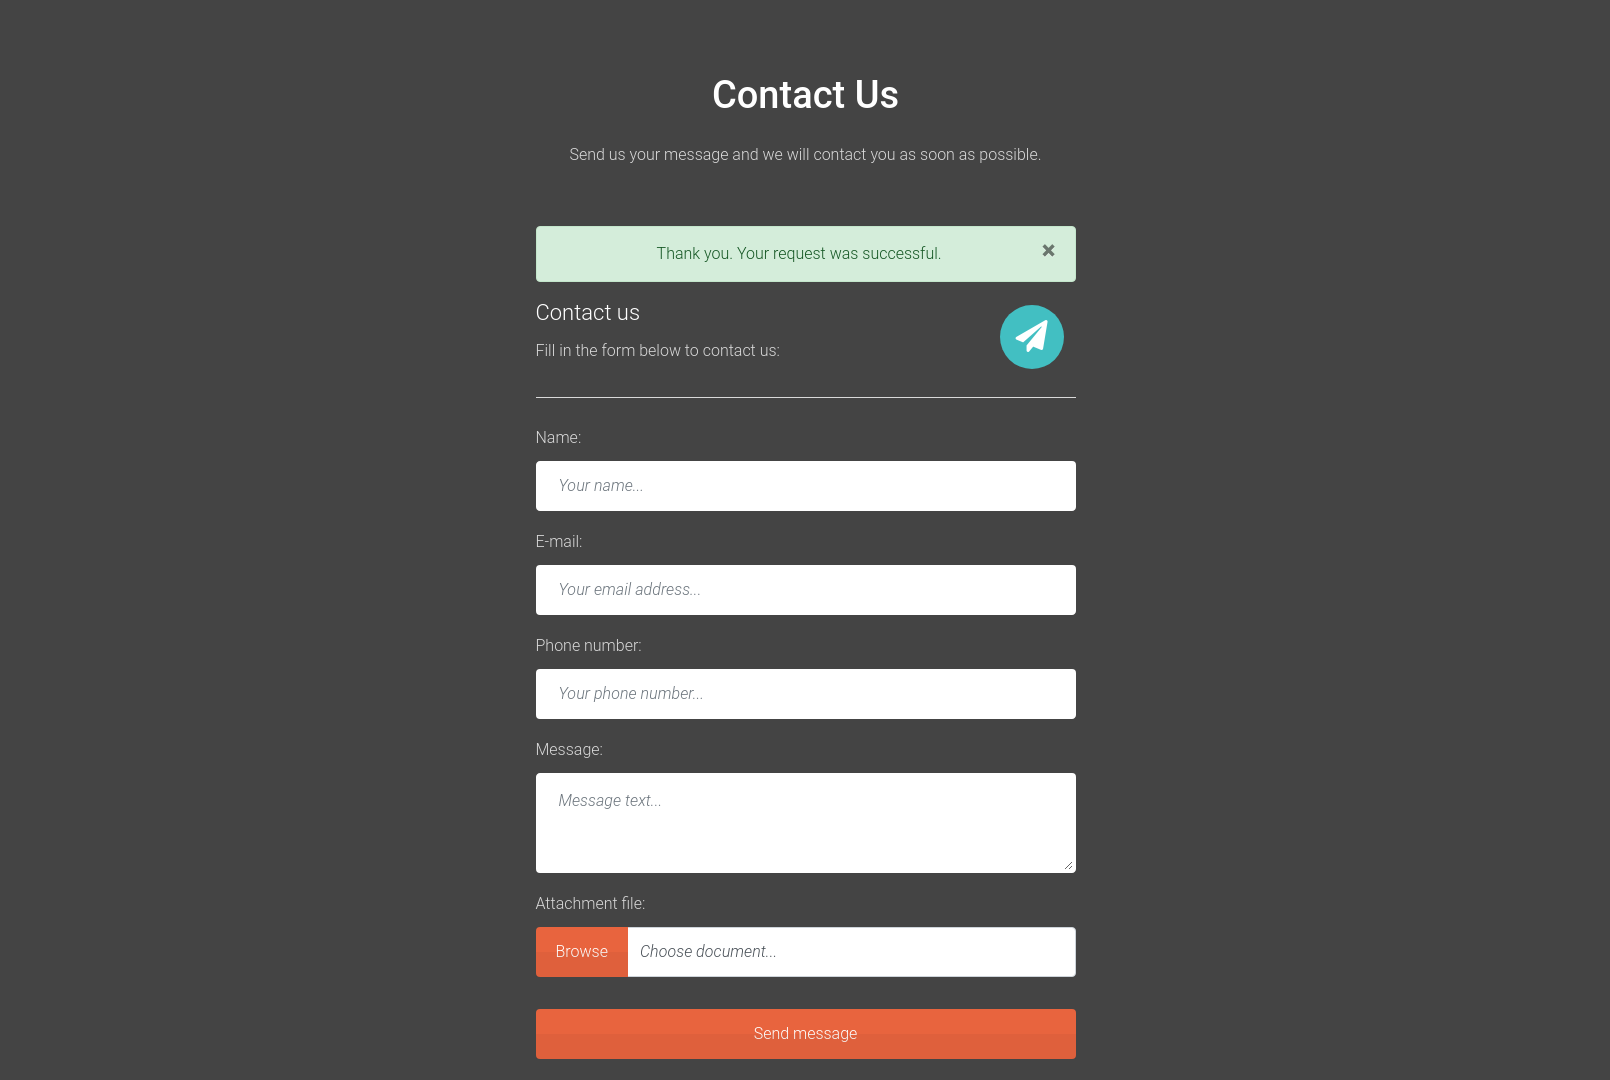 Contact Us
Send us your message and we will contact you as soon as possible.
Thank you. Your request was successful. ×
Contact us
Fill in the form below to contact us:
Name:
Your name...
E-mail:
Your email address...
Phone number:
Your phone number...
Message:
Message text...
Attachment file:
Browse Choose document...
Send message